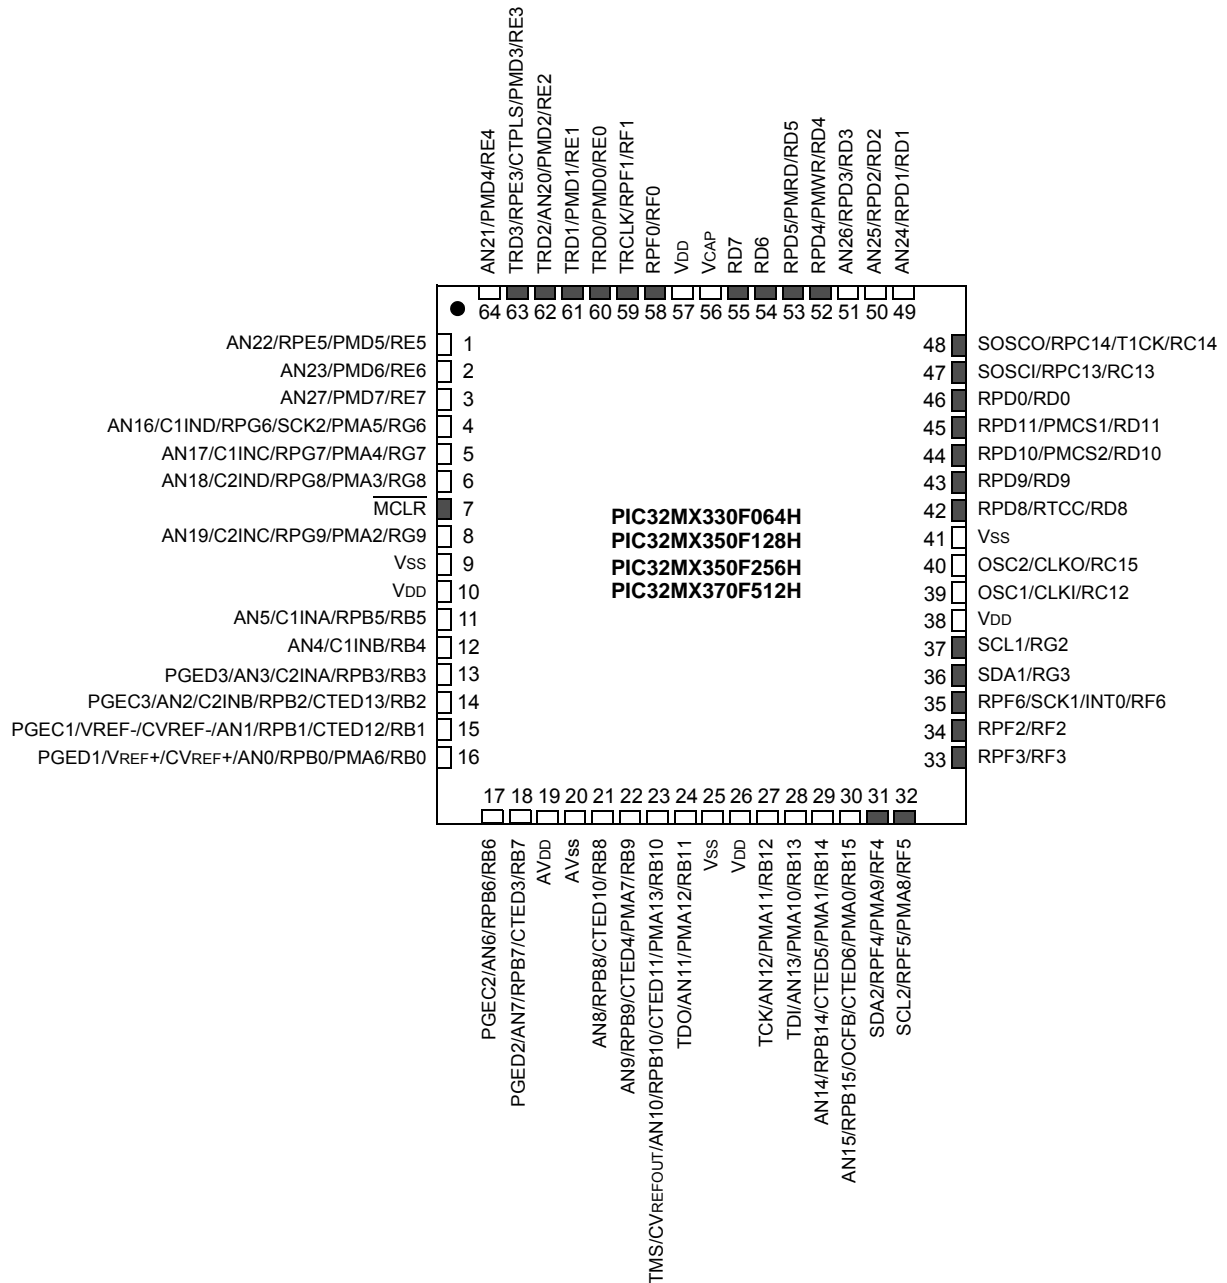 AN21/PMD4/RE4
TRD3/RPE3/CTPLS/PMD3/RE3
TRD2/AN20/PMD2/RE2
TRD1/PMD1/RE1
TRD0/PMD0/RE0
TRCLK/RPF1/RF1
RPF0/RF0
VDD
VCAP
RD7
RD6
RPD5/PMRD/RD5
RPD4/PMWR/RD4
AN26/RPD3/RD3
AN25/RPD2/RD2
AN24/RPD1/RD1
64 63 62 61 60 59 58 57 56 55 54 53 52 51 50 49
AN22/RPE5/PMD5/RE5 1
AN23/PMD6/RE6 2
AN27/PMD7/RE7 3
AN16/C1IND/RPG6/SCK2/PMA5/RG6 4
AN17/C1INC/RPG7/PMA4/RG7 5
AN18/C2IND/RPG8/PMA3/RG8 6
MCLR 7
AN19/C2INC/RPG9/PMA2/RG9 8
VSS 9
VDD 10
AN5/C1INA/RPB5/RB5 11
AN4/C1INB/RB4 12
PGED3/AN3/C2INA/RPB3/RB3 13
PGEC3/AN2/C2INB/RPB2/CTED13/RB2 14
PGEC1/VREF-/CVREF-/AN1/RPB1/CTED12/RB1 15
PGED1/VREF+/CVREF+/AN0/RPB0/PMA6/RB0 16
PIC32MX330F064H
PIC32MX350F128H
PIC32MX350F256H
PIC32MX370F512H
48 SOSCO/RPC14/T1CK/RC14
47 SOSCI/RPC13/RC13
46 RPD0/RD0
45 RPD11/PMCS1/RD11
44 RPD10/PMCS2/RD10
43 RPD9/RD9
42 RPD8/RTCC/RD8
41 VSS
40 OSC2/CLKO/RC15
39 OSC1/CLKI/RC12
38 VDD
37 SCL1/RG2
36 SDA1/RG3
35 RPF6/SCK1/INT0/RF6
34 RPF2/RF2
33 RPF3/RF3
17 18 19 20 21 22 23 24 25 26 27 28 29 30 31 32
PGEC2/AN6/RPB6/RB6
PGED2/AN7/RPB7/CTED3/RB7
AVDD
AVSS
AN8/RPB8/CTED10/RB8
AN9/RPB9/CTED4/PMA7/RB9
TMS/CVREFOUT/AN10/RPB10/CTED11/PMA13/RB10
TDO/AN11/PMA12/RB11
VSS
VDD
TCK/AN12/PMA11/RB12
TDI/AN13/PMA10/RB13
AN14/RPB14/CTED5/PMA1/RB14
AN15/RPB15/OCFB/CTED6/PMA0/RB15
SDA2/RPF4/PMA9/RF4
SCL2/RPF5/PMA8/RF5